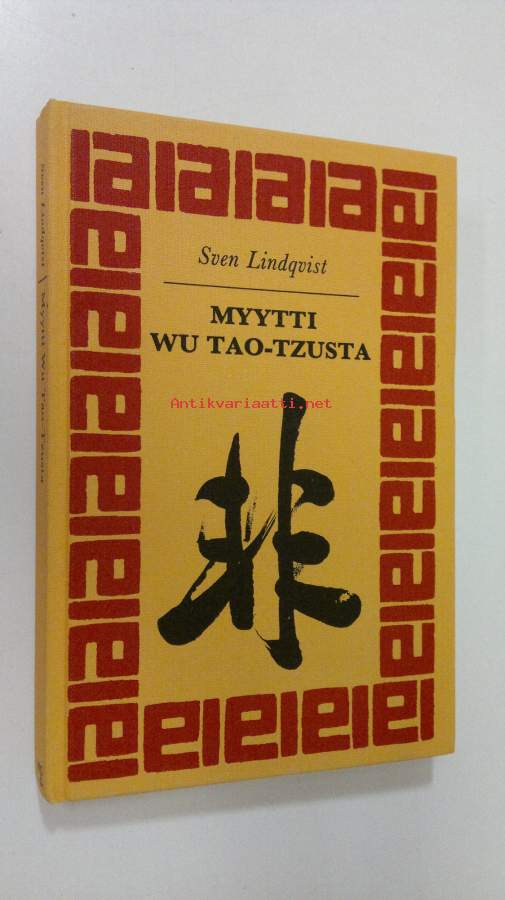 Sven Lindqvist
MYYTTI
WU TAO-TZUSTA
Antikvariaatti.net
非
Sven Lindqvist / Myytti Wu Tao-Tzusta